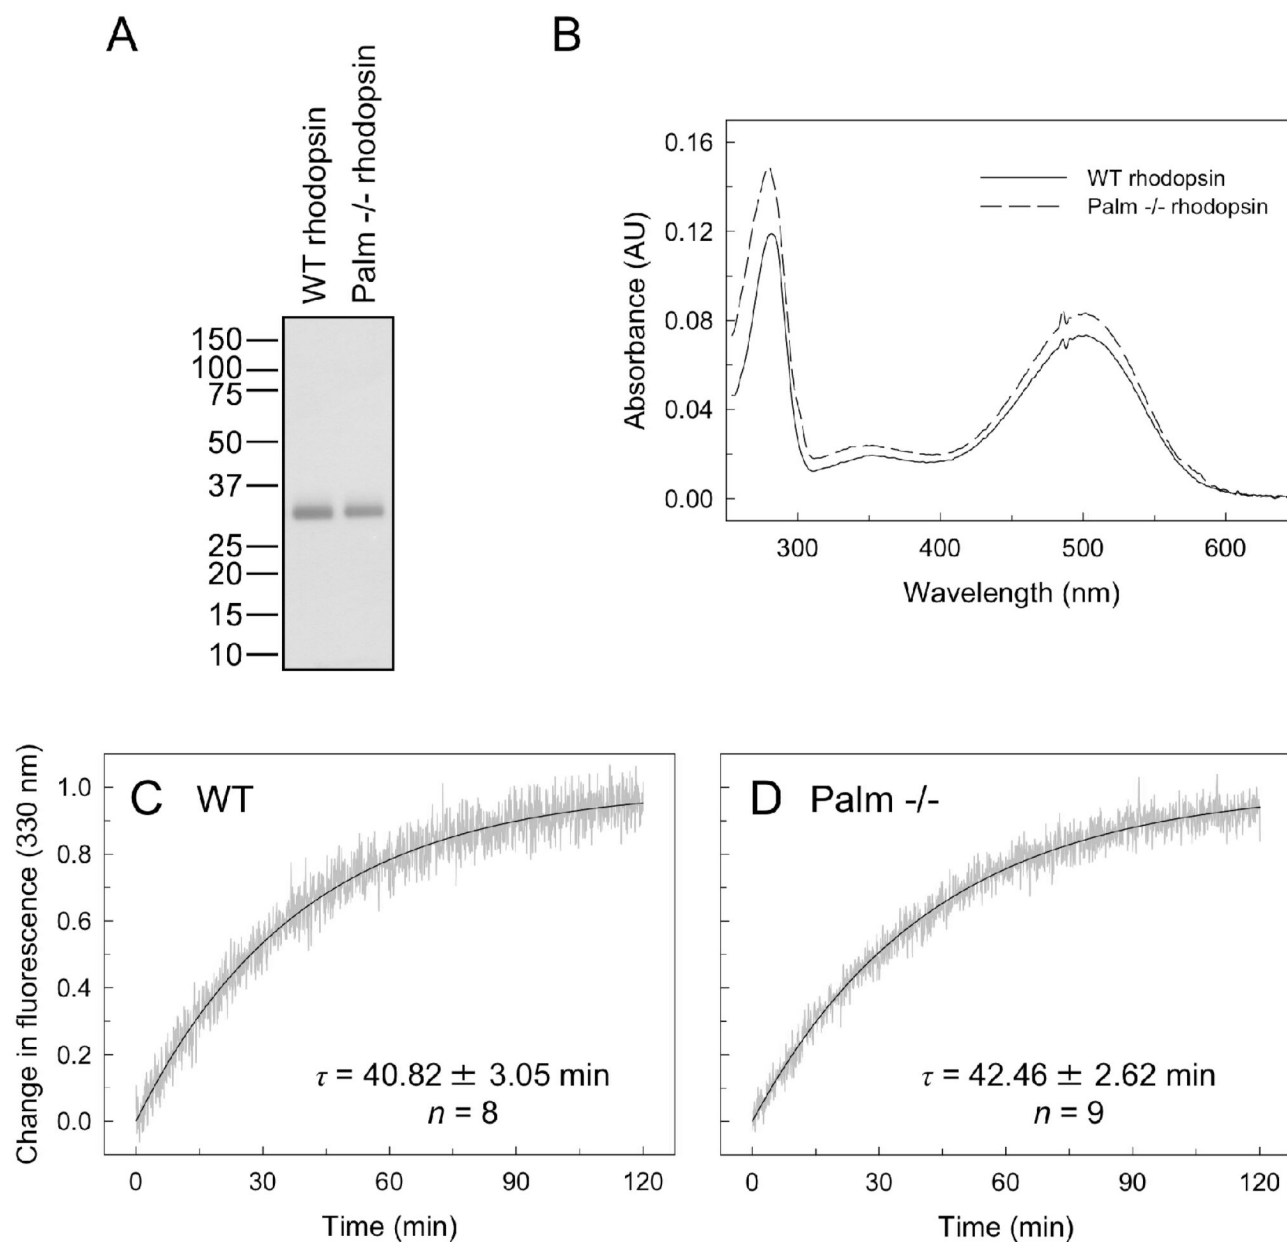 A
WT rhodopsin
Palm -/- rhodopsin
150
100
75
50
37
25
20
15
10
B
0.16
0.12
0.08
0.04
0.00
Absorbance (AU)
WT rhodopsin
Palm -/- rhodopsin
300 400 500 600
Wavelength (nm)
C WT
Change in fluorescence (330 nm)
1.0
0.8
0.6
0.4
0.2
0.0
τ = 40.82 ± 3.05 min
n = 8
0 30 60 90 120
Time (min)
D Palm -/-
τ = 42.46 ± 2.62 min
n = 9
0 30 60 90 120
Time (min)